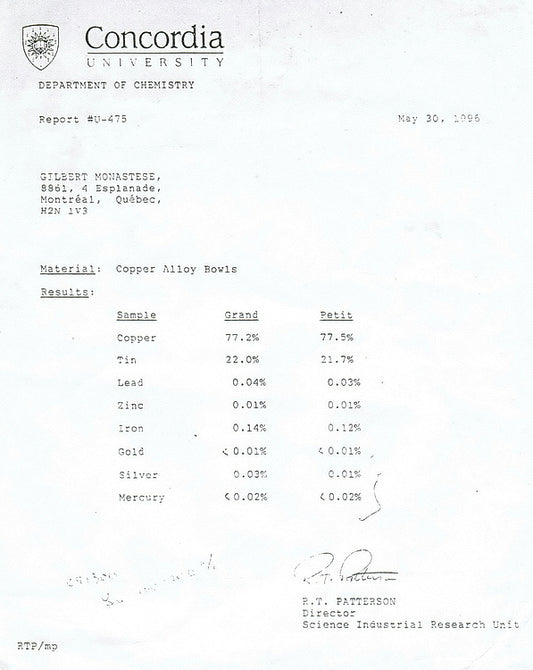 Concordia
UNIVERSITY
DEPARTMENT OF CHEMISTRY
Report #U-475 May 30, 1996
GILBERT MONASTESE,
8861, 4 Esplanade,
Montréal, Québec,
H2N 1V3
Material: Copper Alloy Bowls
Results:
Sample Grand Petit
Copper 77.2% 77.5%
Tin 22.0% 21.7%
Lead 0.04% 0.03%
Zinc 0.01% 0.01%
Iron 0.14% 0.12%
Gold < 0.01% < 0.01%
Silver 0.03% 0.01%
Mercury < 0.02% < 0.02%
R.T. Patterson
R.T. PATTERSON
Director
Science Industrial Research Unit
RTP/mp